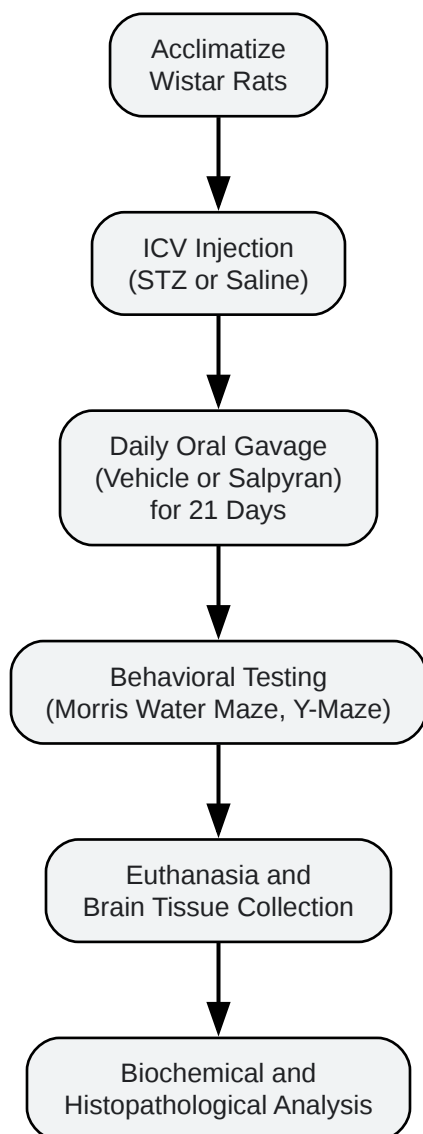 Acclimatize
Wistar Rats
ICV Injection
(STZ or Saline)
Daily Oral Gavage
(Vehicle or Salpyran)
for 21 Days
Behavioral Testing
(Morris Water Maze, Y-Maze)
Euthanasia and
Brain Tissue Collection
Biochemical and
Histopathological Analysis